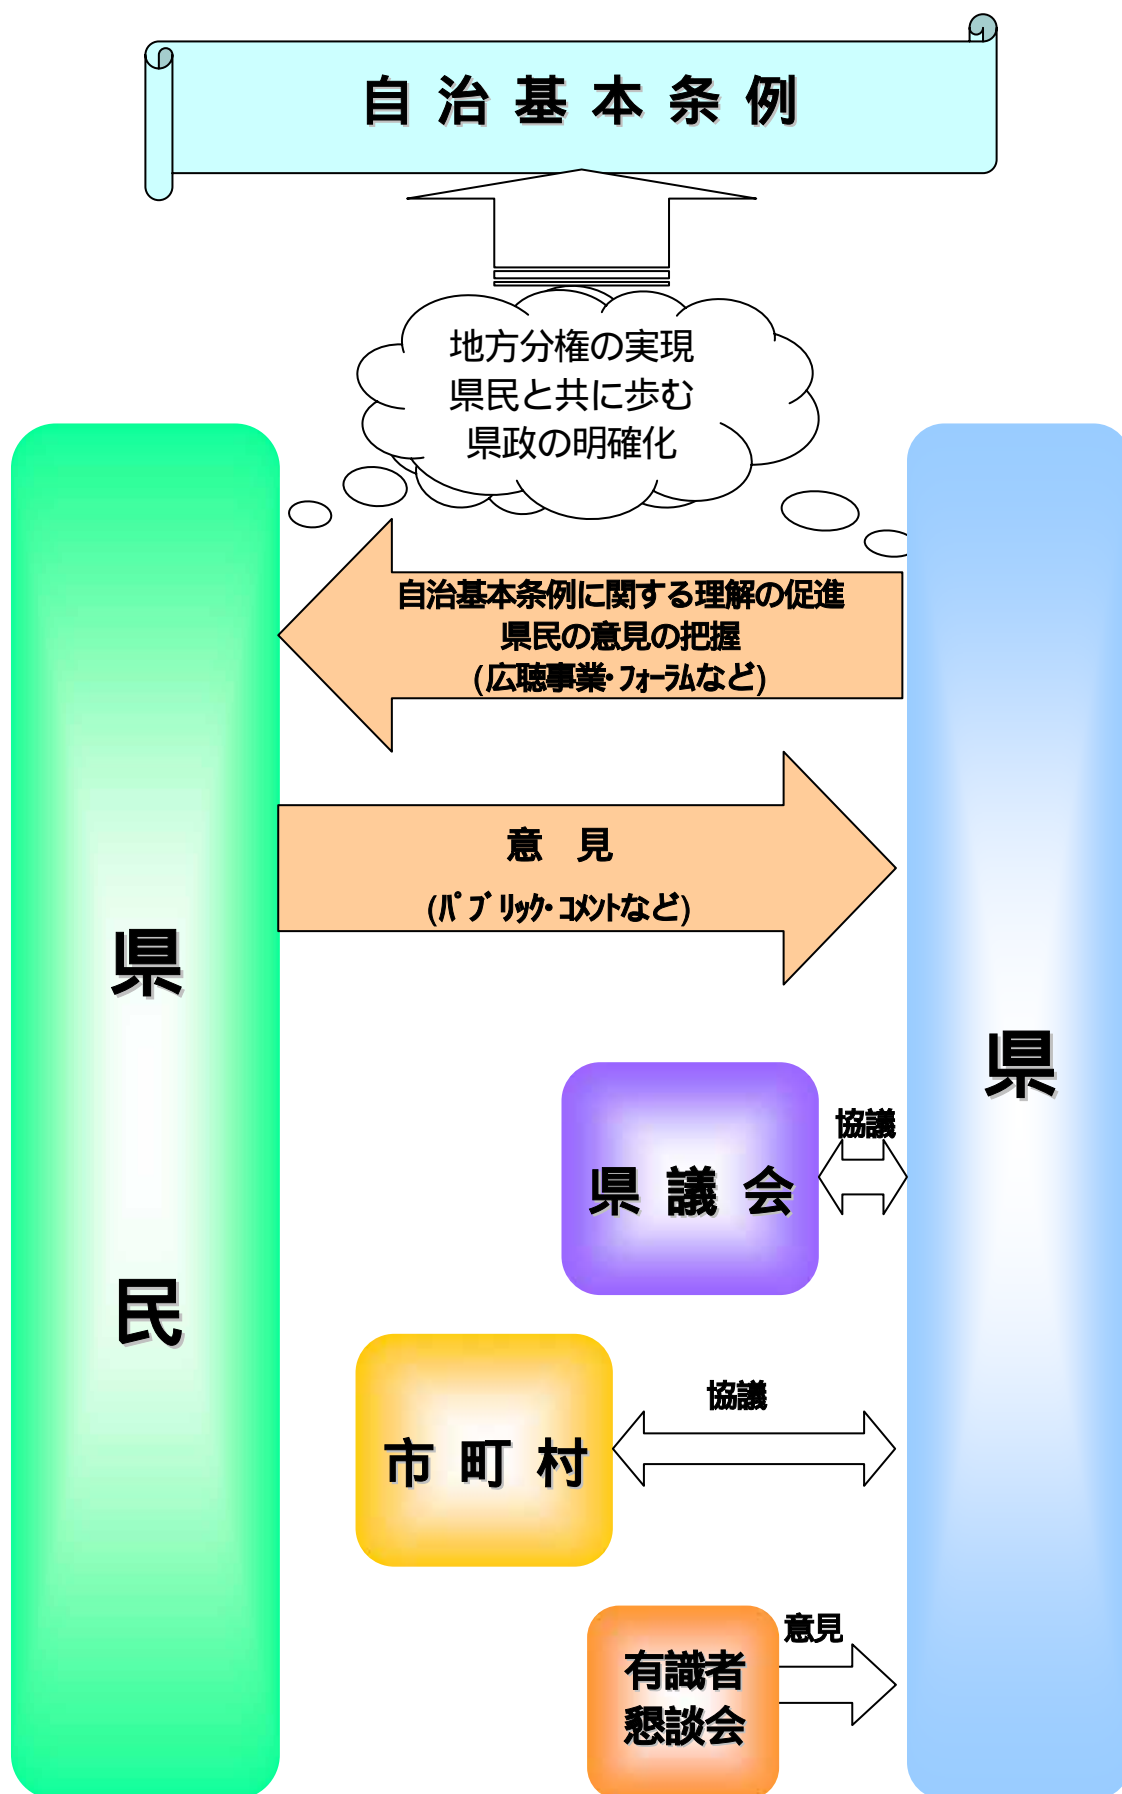 自治基本条例
地方分権の実現
県民と共に歩む
県政の明確化
自治基本条例に関する理解の促進
県民の意見の把握
(広聴事業・フォーラムなど)
意　見
(パブリック・コメントなど)
県民
県
協議
県議会
協議
市町村
意見
有識者
懇談会